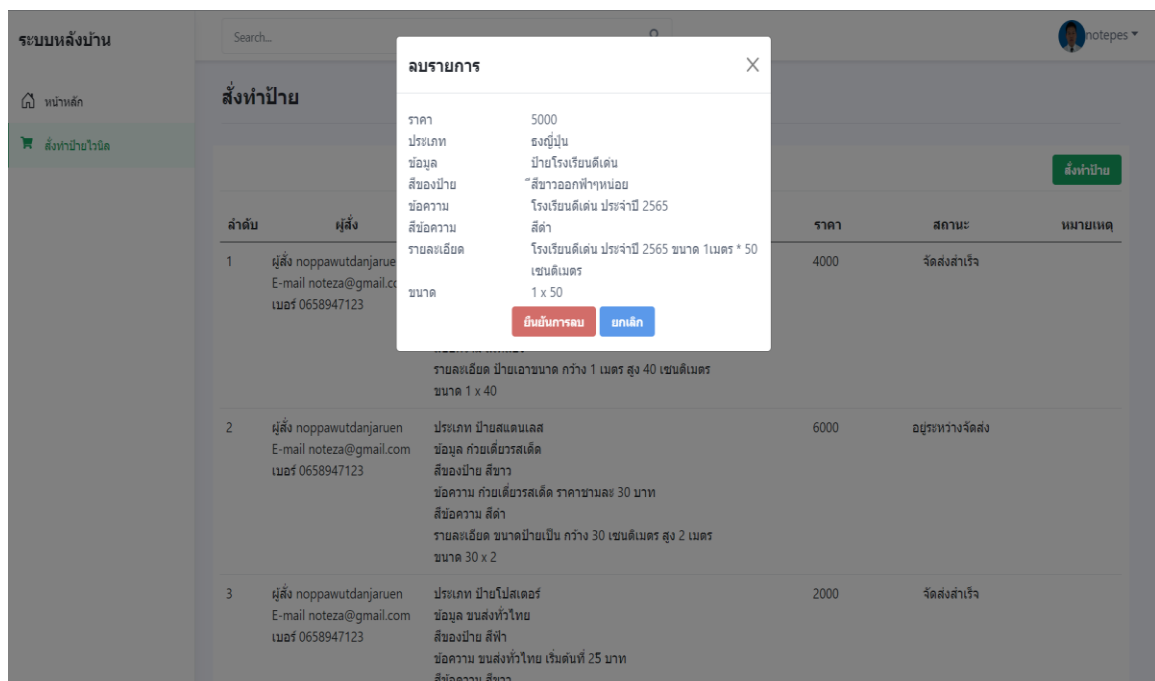 ระบบหลังบ้าน
Search...
notepes
หน้าหลัก
สั่งทำป้ายไวนิล
สั่งทำป้าย
สั่งทำป้าย
ลบรายการ
ราคา 5000
ประเภท ธงญี่ปุ่น
ข้อมูล ป้ายโรงเรียนดีเด่น
สีของป้าย ืสีขาวออกฟ้าๆหน่อย
ข้อความ โรงเรียนดีเด่น ประจำปี 2565
สีข้อความ สีดำ
รายละเอียด โรงเรียนดีเด่น ประจำปี 2565 ขนาด 1เมตร * 50
เซนติเมตร
ขนาด 1 x 50
ยืนยันการลบ ยกเลิก
ลำดับ ผู้สั่ง ราคา สถานะ หมายเหตุ
1 ผู้สั่ง noppawutdanjarue 4000 จัดส่งสำเร็จ
E-mail noteza@gmail.co
เบอร์ 0658947123
รายละเอียด ป้ายเอาขนาด กว้าง 1 เมตร สูง 40 เซนติเมตร
ขนาด 1 x 40
2 ผู้สั่ง noppawutdanjaruen ประเภท ป้ายสแตนเลส 6000 อยู่ระหว่างจัดส่ง
E-mail noteza@gmail.com ข้อมูล ก๋วยเตี๋ยวรสเด็ด
เบอร์ 0658947123 สีของป้าย สีขาว
ข้อความ ก๋วยเตี๋ยวรสเด็ด ราคาชามละ 30 บาท
สีข้อความ สีดำ
รายละเอียด ขนาดป้ายเป็น กว้าง 30 เซนติเมตร สูง 2 เมตร
ขนาด 30 x 2
3 ผู้สั่ง noppawutdanjaruen ประเภท ป้ายโปสเตอร์ 2000 จัดส่งสำเร็จ
E-mail noteza@gmail.com ข้อมูล ขนส่งทั่วไทย
เบอร์ 0658947123 สีของป้าย สีฟ้า
ข้อความ ขนส่งทั่วไทย เริ่มต้นที่ 25 บาท
สีข้อความ สีขาว